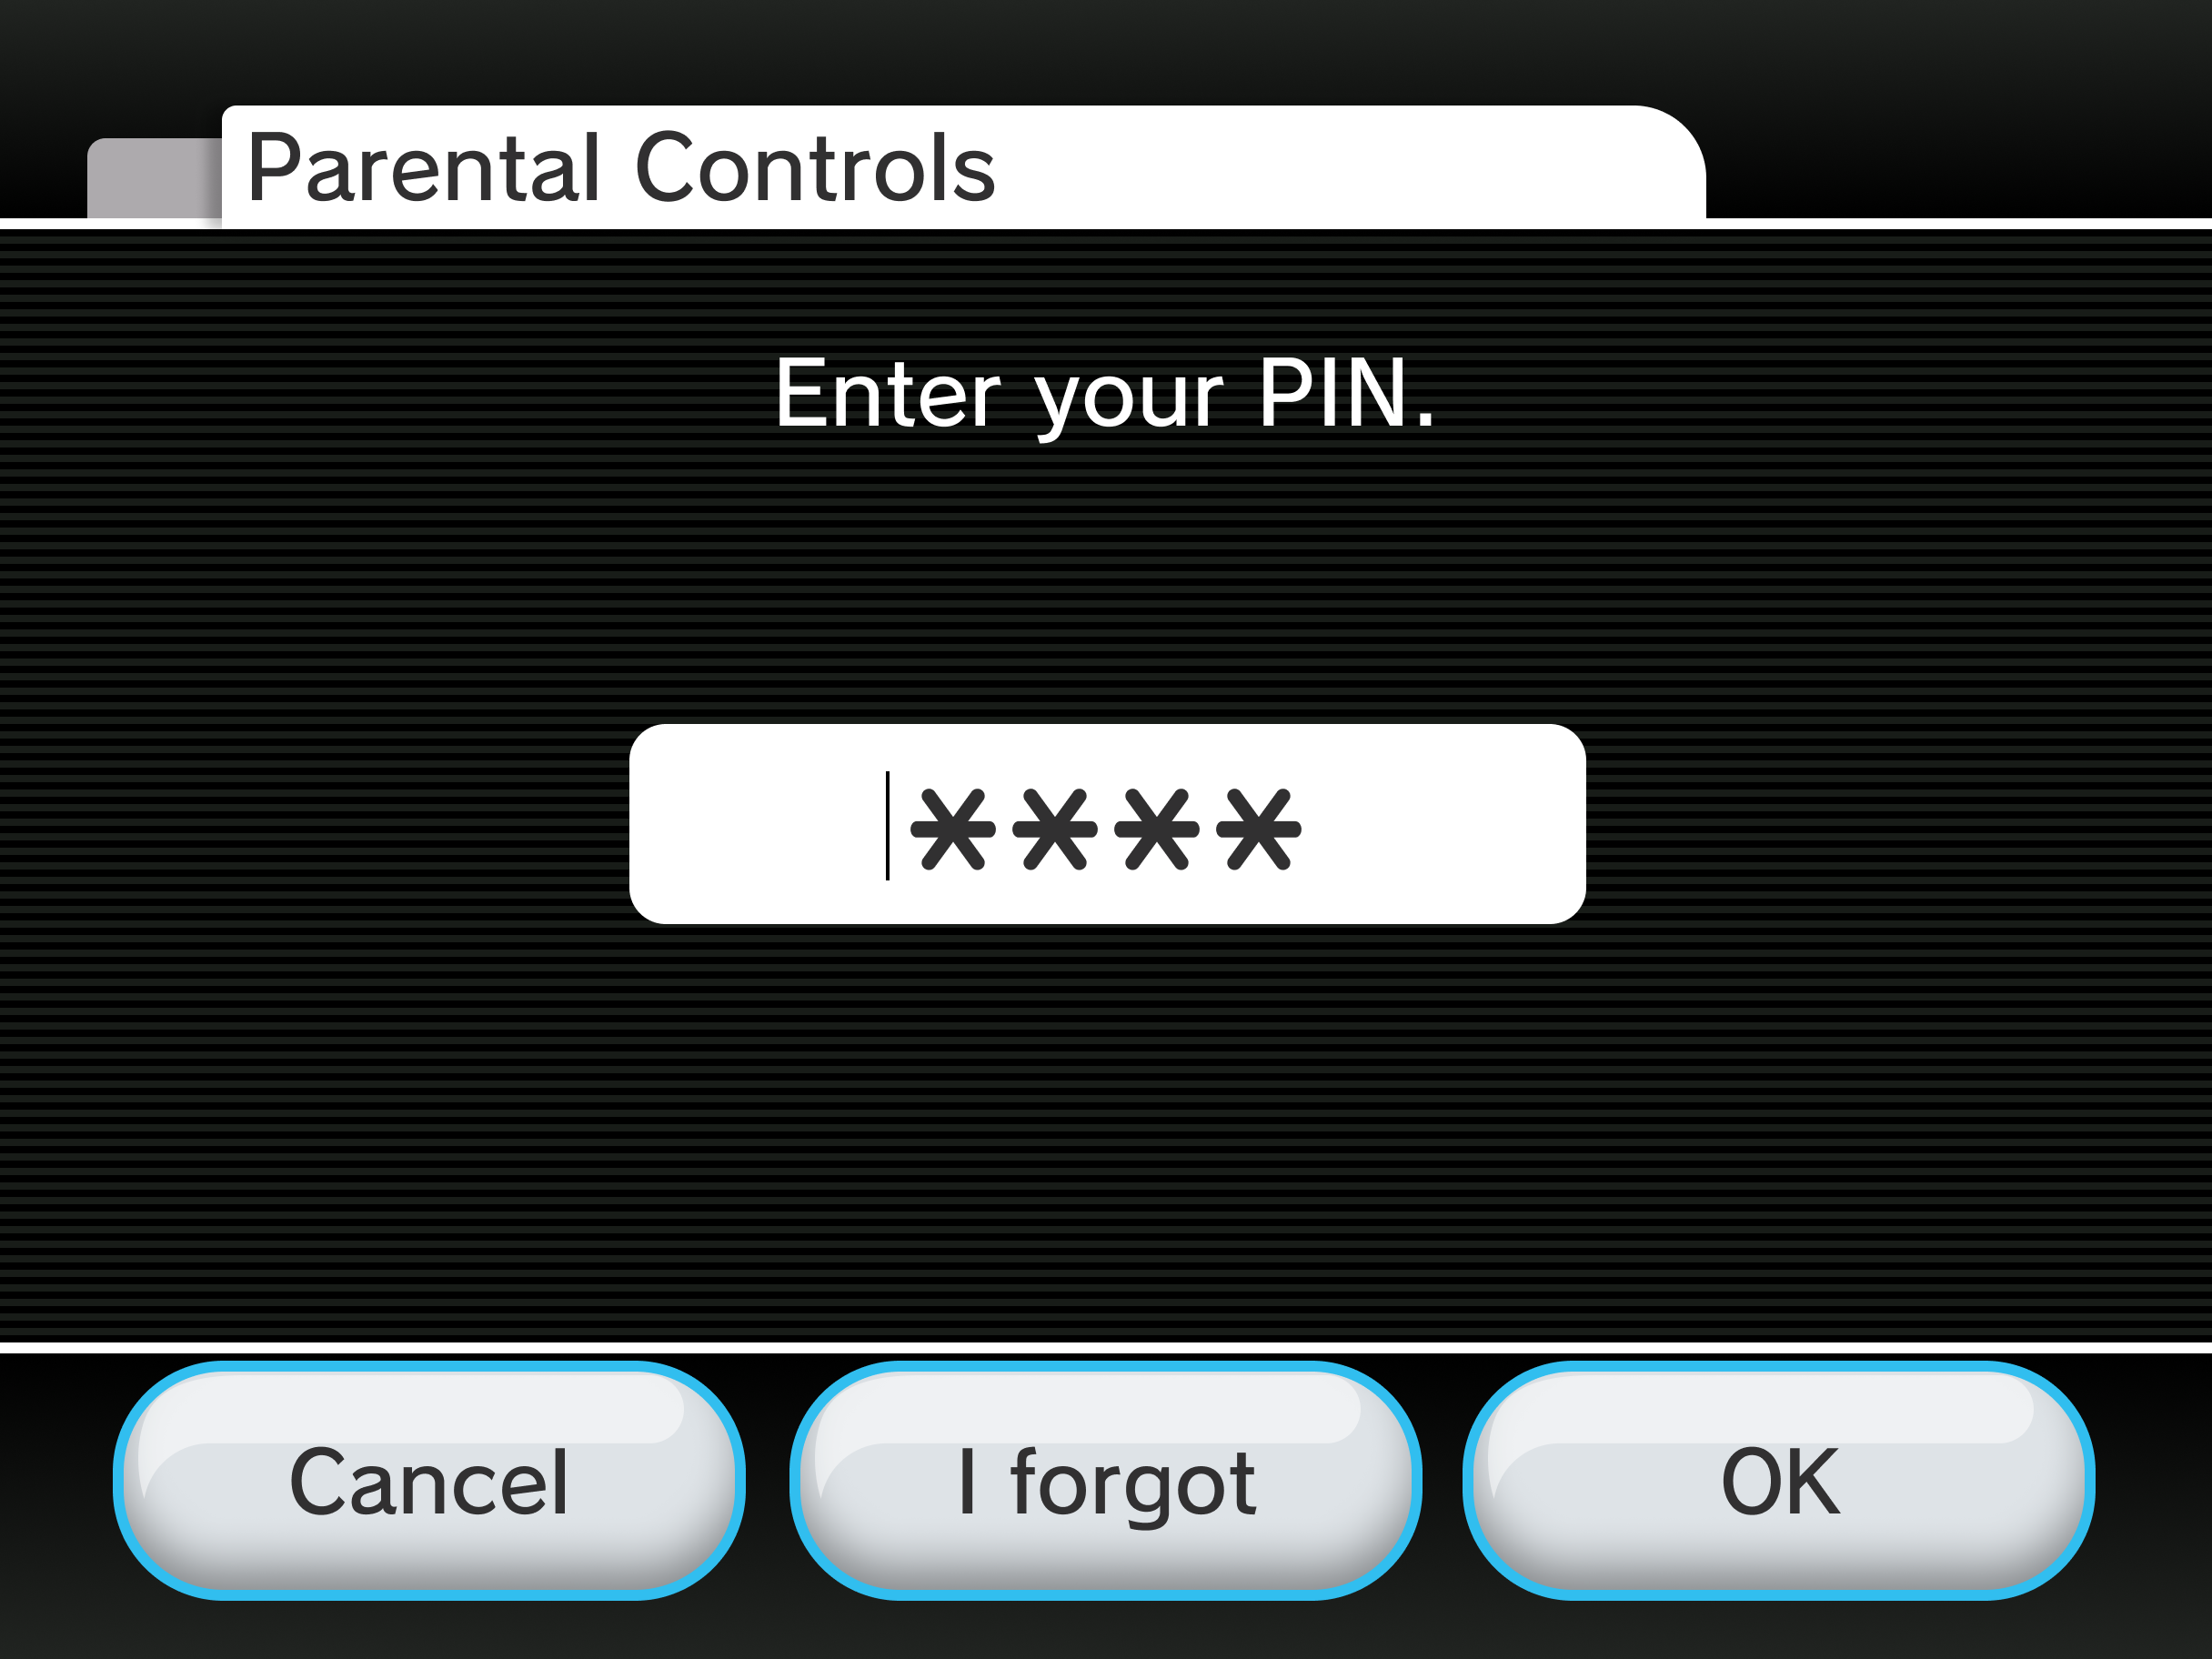 Parental Controls
Enter your PIN.
****
Cancel
I forgot
OK